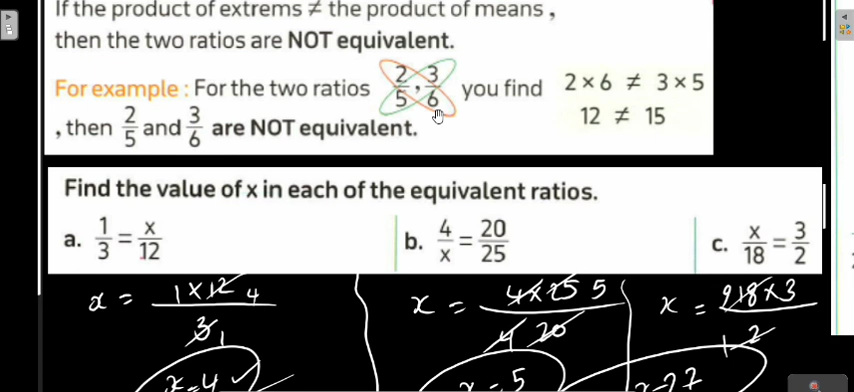 If the product of extrems ≠ the product of means ,
then the two ratios are NOT equivalent.
For example : For the two ratios 2/5 , 3/6 you find 2 × 6 ≠ 3 × 5
12 ≠ 15
, then 2/5 and 3/6 are NOT equivalent.
Find the value of x in each of the equivalent ratios.
a. 1/3 = x/12 b. 4/x = 20/25 c. x/18 = 3/2
x = 1×12 4 / 3 1 x = 4×25 5 / 4 20 x = 9 18×3 / 1 2
x=4 ✓ x = 5 x=27